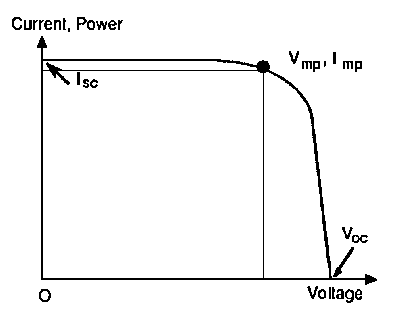 Current, Power
Vmp, Imp
ISC
VOC
O
Voltage